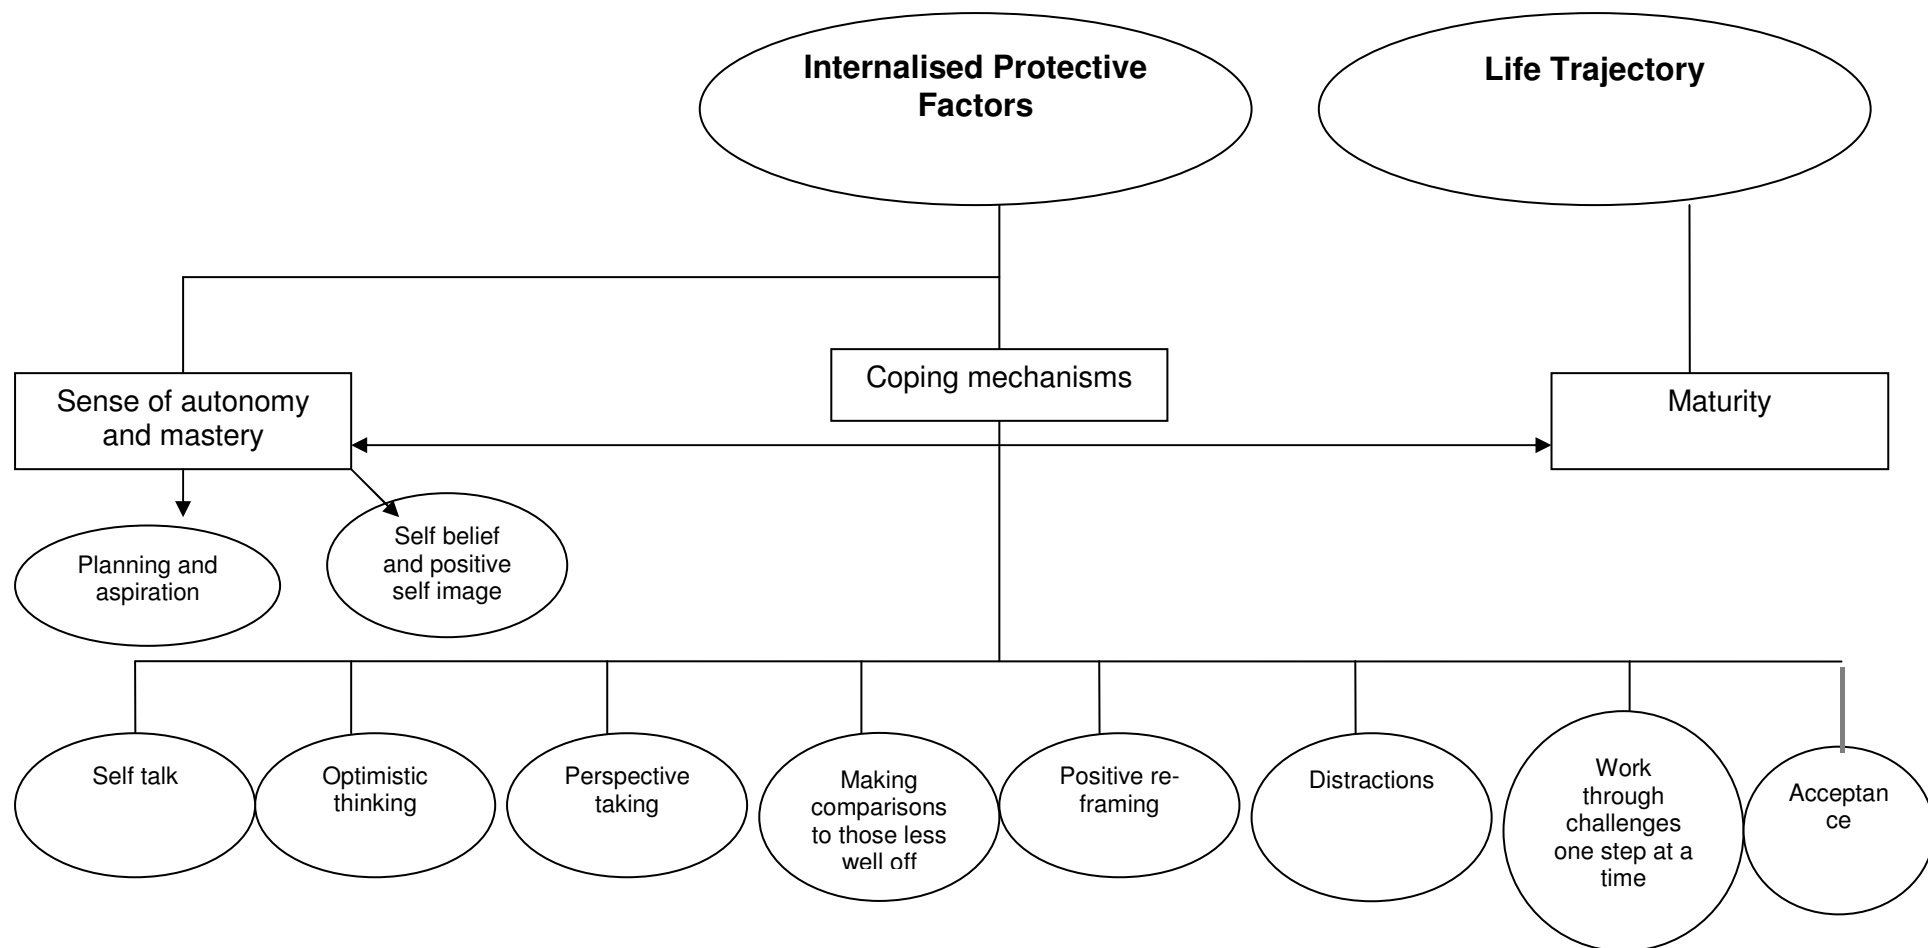 Internalised Protective
Factors
Life Trajectory
Coping mechanisms
Sense of autonomy
and mastery
Maturity
Self belief
and positive
self image
Planning and
aspiration
Self talk
Optimistic
thinking
Perspective
taking
Making
comparisons
to those less
well off
Positive re-
framing
Distractions
Work
through
challenges
one step at a
time
Acceptan
ce